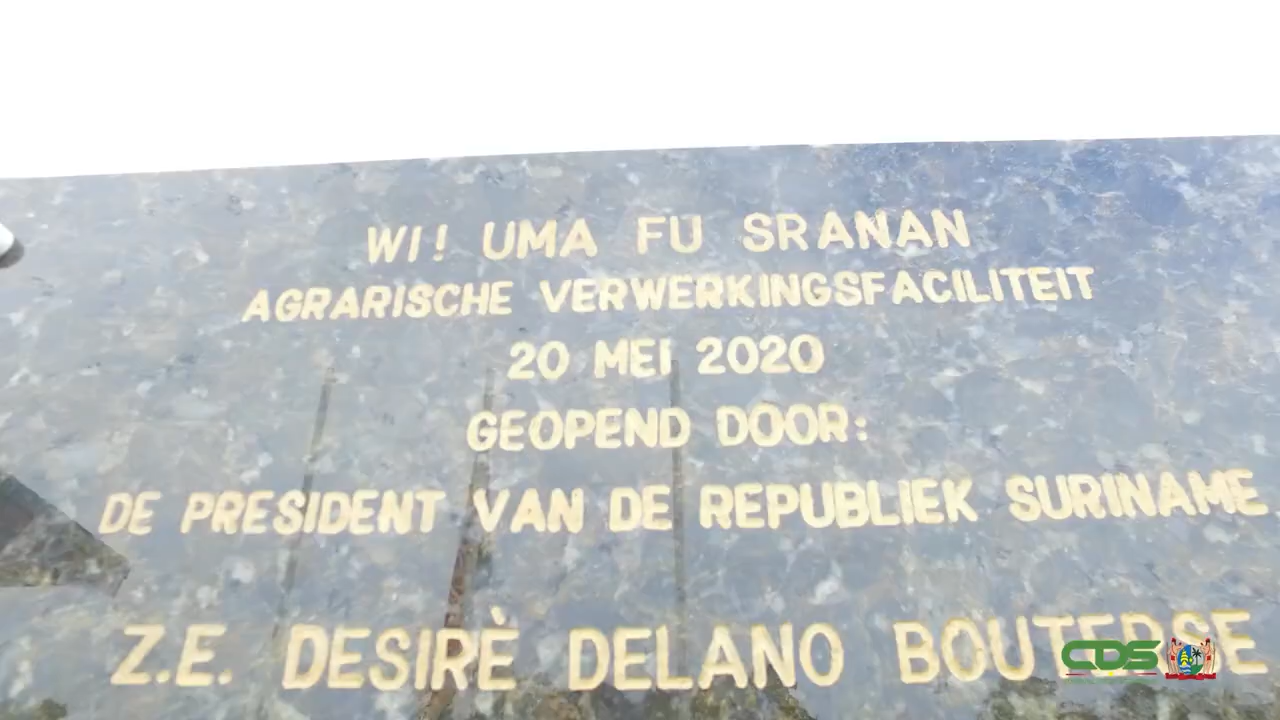 WI! UMA FU SRANAN
AGRARISCHE VERWERKINGSFACILITEIT
20 MEI 2020
GEOPEND DOOR:
DE PRESIDENT VAN DE REPUBLIEK SURINAME
Z.E. DESIRÈ DELANO BOUTERSE
CDS